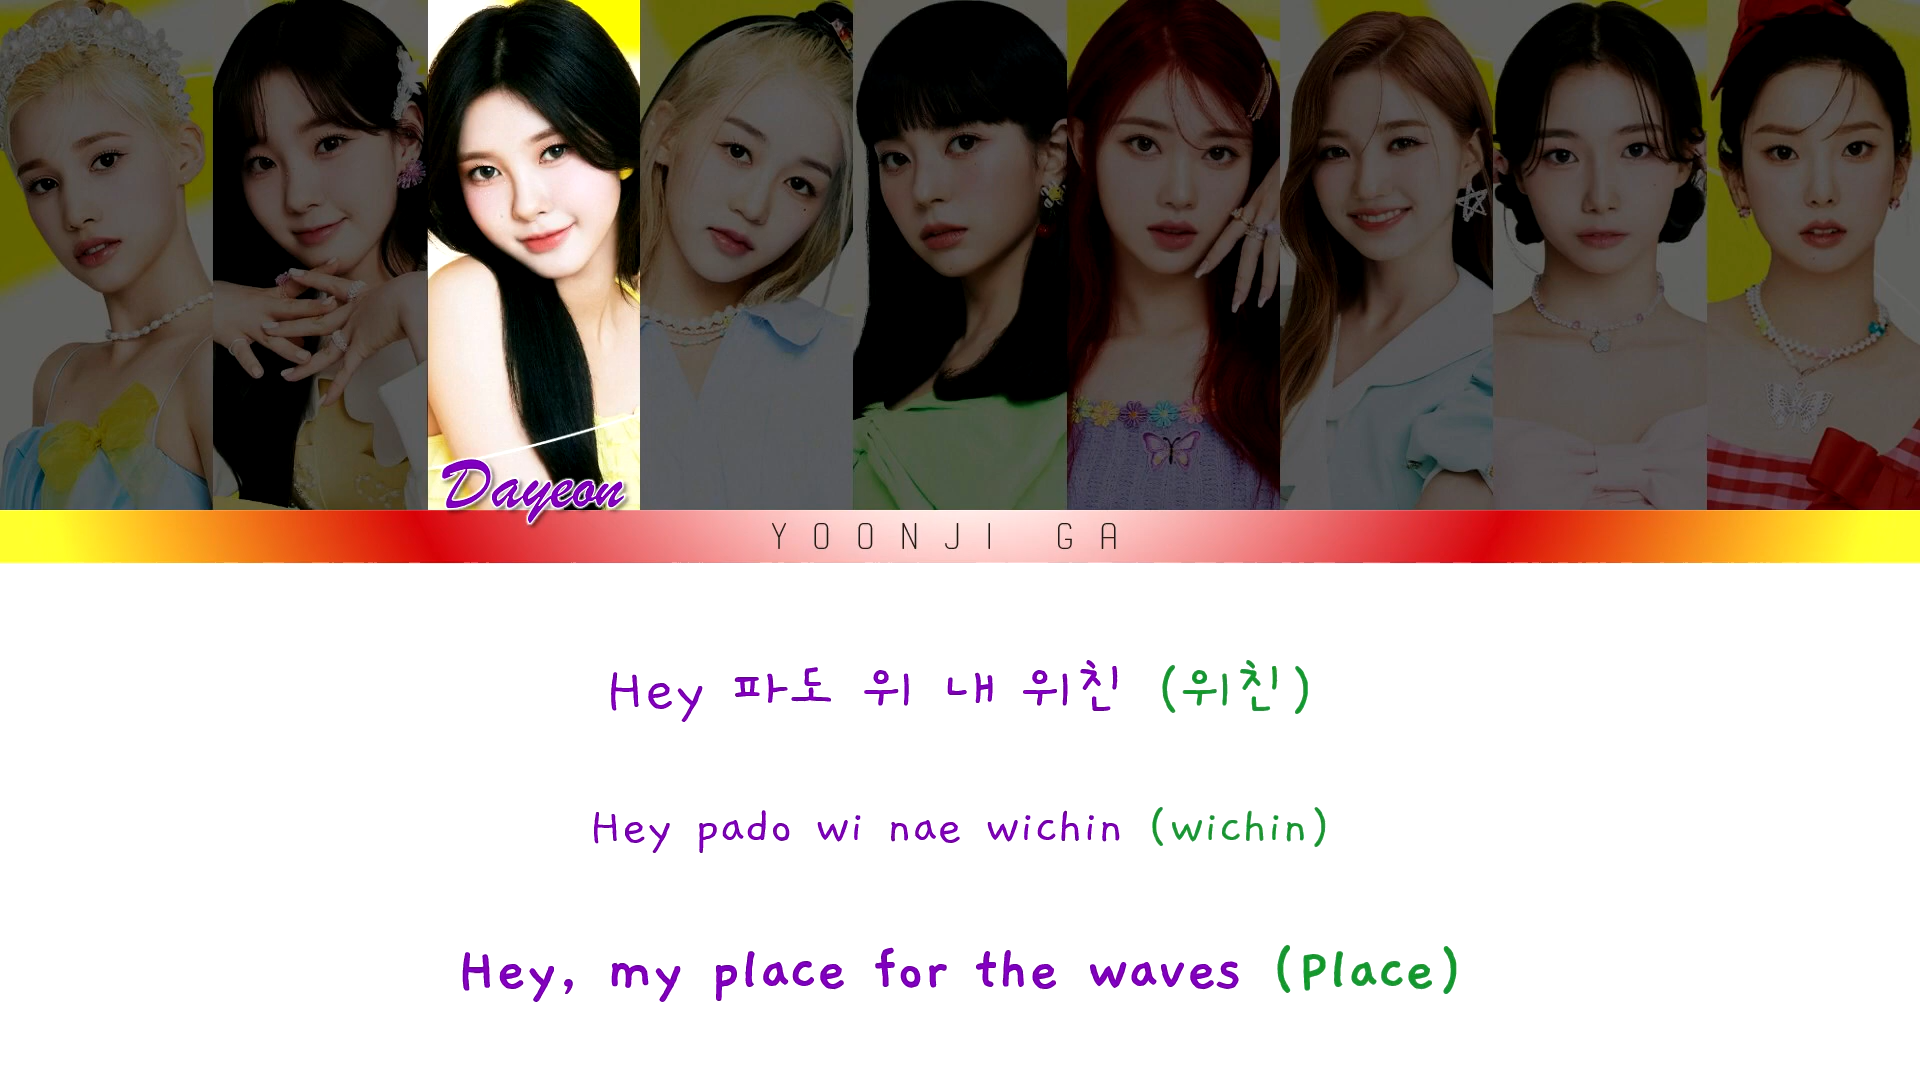 Dayeon
YOONJI GA
Hey 파도 위 내 위친 (위친)
Hey pado wi nae wichin (wichin)
Hey, my place for the waves (Place)